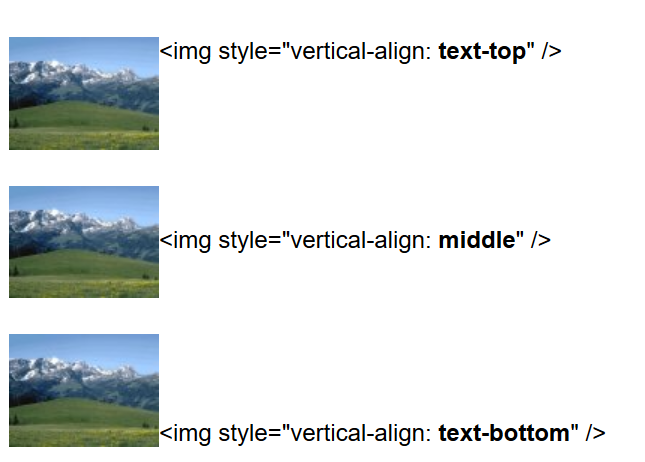 <img style="vertical-align: text-top" />
<img style="vertical-align: middle" />
<img style="vertical-align: text-bottom" />